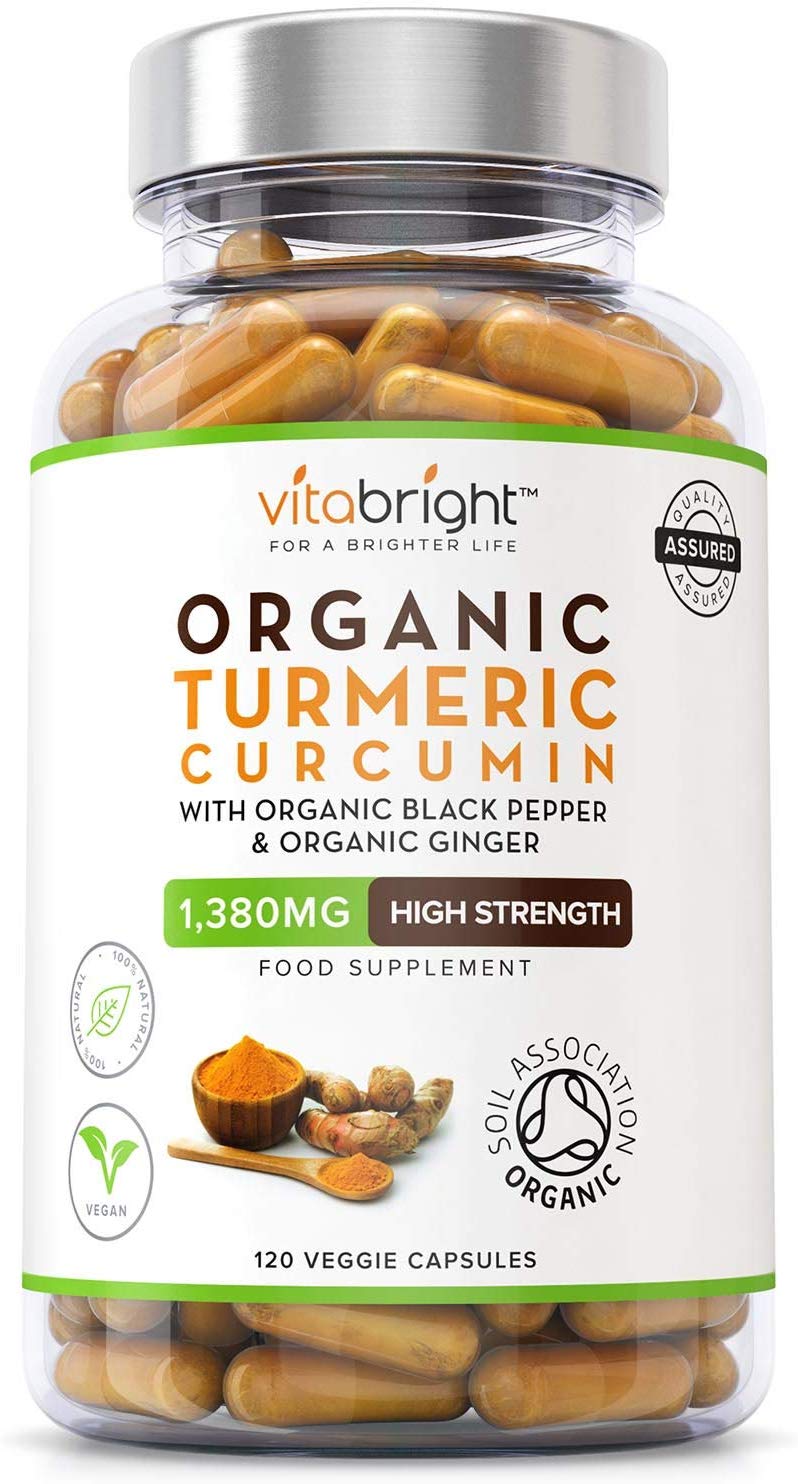 vitabright™
FOR A BRIGHTER LIFE
QUALITY
ASSURED
ASSURED
ORGANIC
TURMERIC
CURCUMIN
WITH ORGANIC BLACK PEPPER
& ORGANIC GINGER
1,380MG HIGH STRENGTH
FOOD SUPPLEMENT
100% NATURAL · 100% NATURAL ·
VEGAN
SOIL ASSOCIATION
ORGANIC
120 VEGGIE CAPSULES